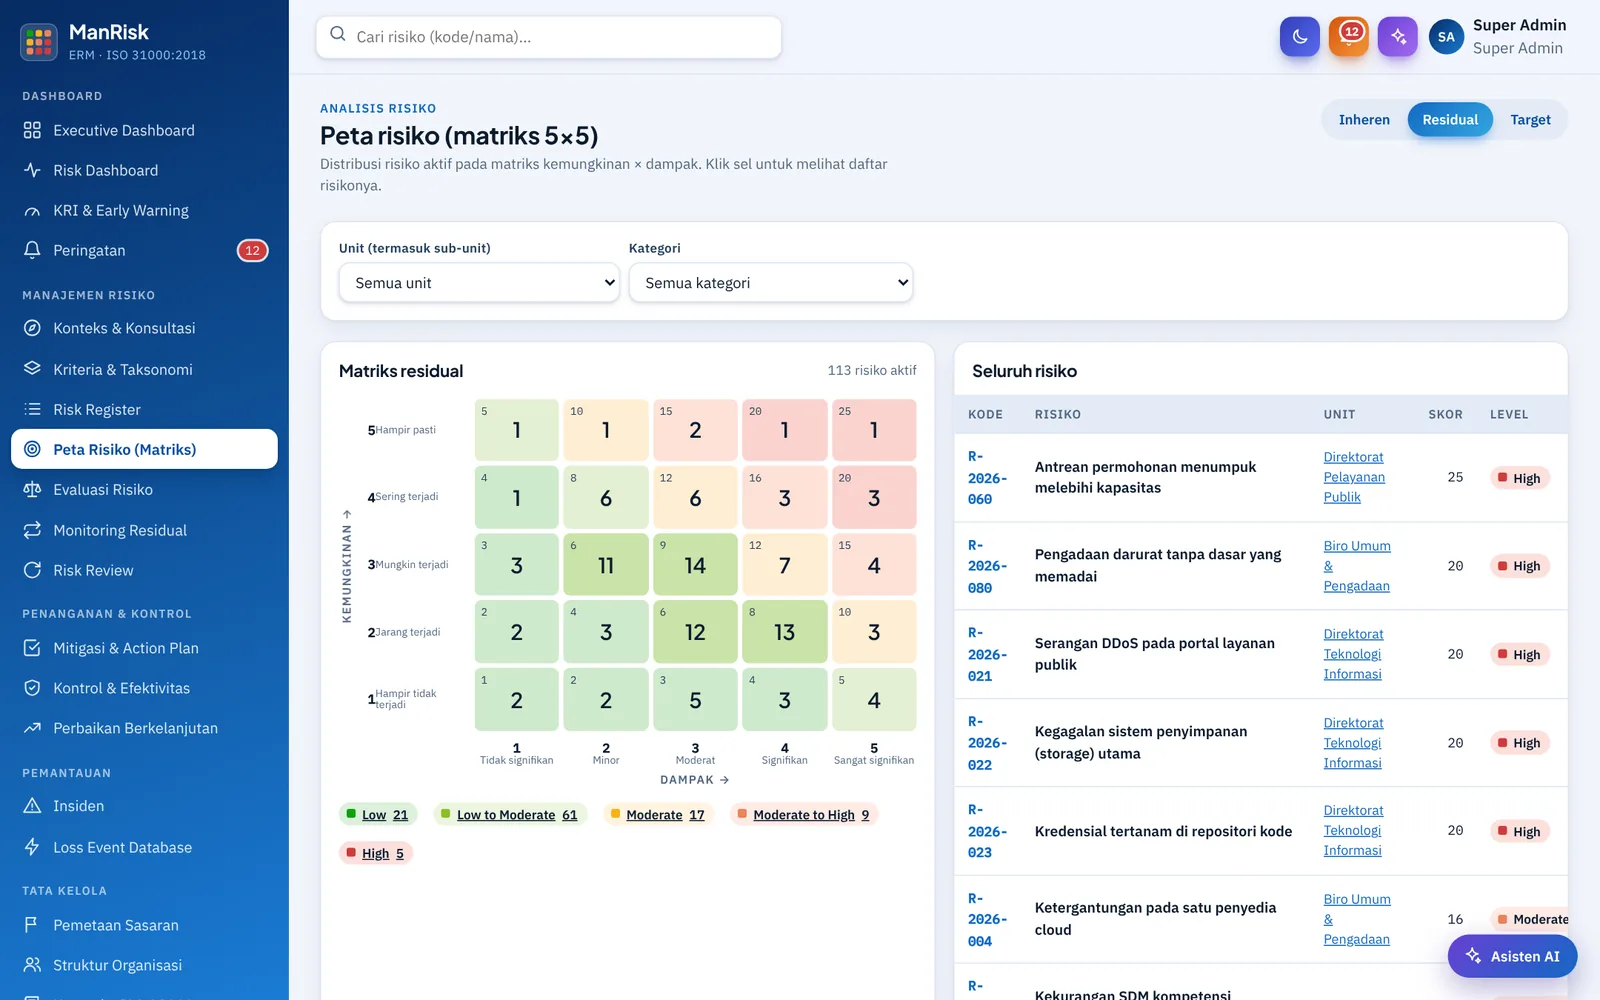 ManRisk
ERM · ISO 31000:2018
DASHBOARD
Executive Dashboard
Risk Dashboard
KRI & Early Warning
Peringatan 12
MANAJEMEN RISIKO
Konteks & Konsultasi
Kriteria & Taksonomi
Risk Register
Peta Risiko (Matriks)
Evaluasi Risiko
Monitoring Residual
Risk Review
PENANGANAN & KONTROL
Mitigasi & Action Plan
Kontrol & Efektivitas
Perbaikan Berkelanjutan
PEMANTAUAN
Insiden
Loss Event Database
TATA KELOLA
Pemetaan Sasaran
Struktur Organisasi
Cari risiko (kode/nama)...
12
SA
Super Admin
Super Admin
ANALISIS RISIKO
Peta risiko (matriks 5×5)
Distribusi risiko aktif pada matriks kemungkinan × dampak. Klik sel untuk melihat daftar
risikonya.
Inheren Residual Target
Unit (termasuk sub-unit) Kategori
Semua unit Semua kategori
Matriks residual 113 risiko aktif
KEMUNGKINAN →
5 10 15 20 25
5 Hampir pasti 1 1 2 1 1
4 8 12 16 20
4 Sering terjadi 1 6 6 3 3
3 6 9 12 15
3 Mungkin terjadi 3 11 14 7 4
2 4 6 8 10
2 Jarang terjadi 2 3 12 13 3
1 2 3 4 5
1 Hampir tidak terjadi 2 2 5 3 4
1 2 3 4 5
Tidak signifikan Minor Moderat Signifikan Sangat signifikan
DAMPAK →
Low 21 Low to Moderate 61 Moderate 17 Moderate to High 9
High 5
Seluruh risiko
KODE RISIKO UNIT SKOR LEVEL
R-2026-060 Antrean permohonan menumpuk melebihi kapasitas Direktorat Pelayanan Publik 25 High
R-2026-080 Pengadaan darurat tanpa dasar yang memadai Biro Umum & Pengadaan 20 High
R-2026-021 Serangan DDoS pada portal layanan publik Direktorat Teknologi Informasi 20 High
R-2026-022 Kegagalan sistem penyimpanan (storage) utama Direktorat Teknologi Informasi 20 High
R-2026-023 Kredensial tertanam di repositori kode Direktorat Teknologi Informasi 20 High
R-2026-004 Ketergantungan pada satu penyedia cloud Biro Umum & Pengadaan 16 Moderate
R- Kekurangan SDM kompetensi
Asisten AI